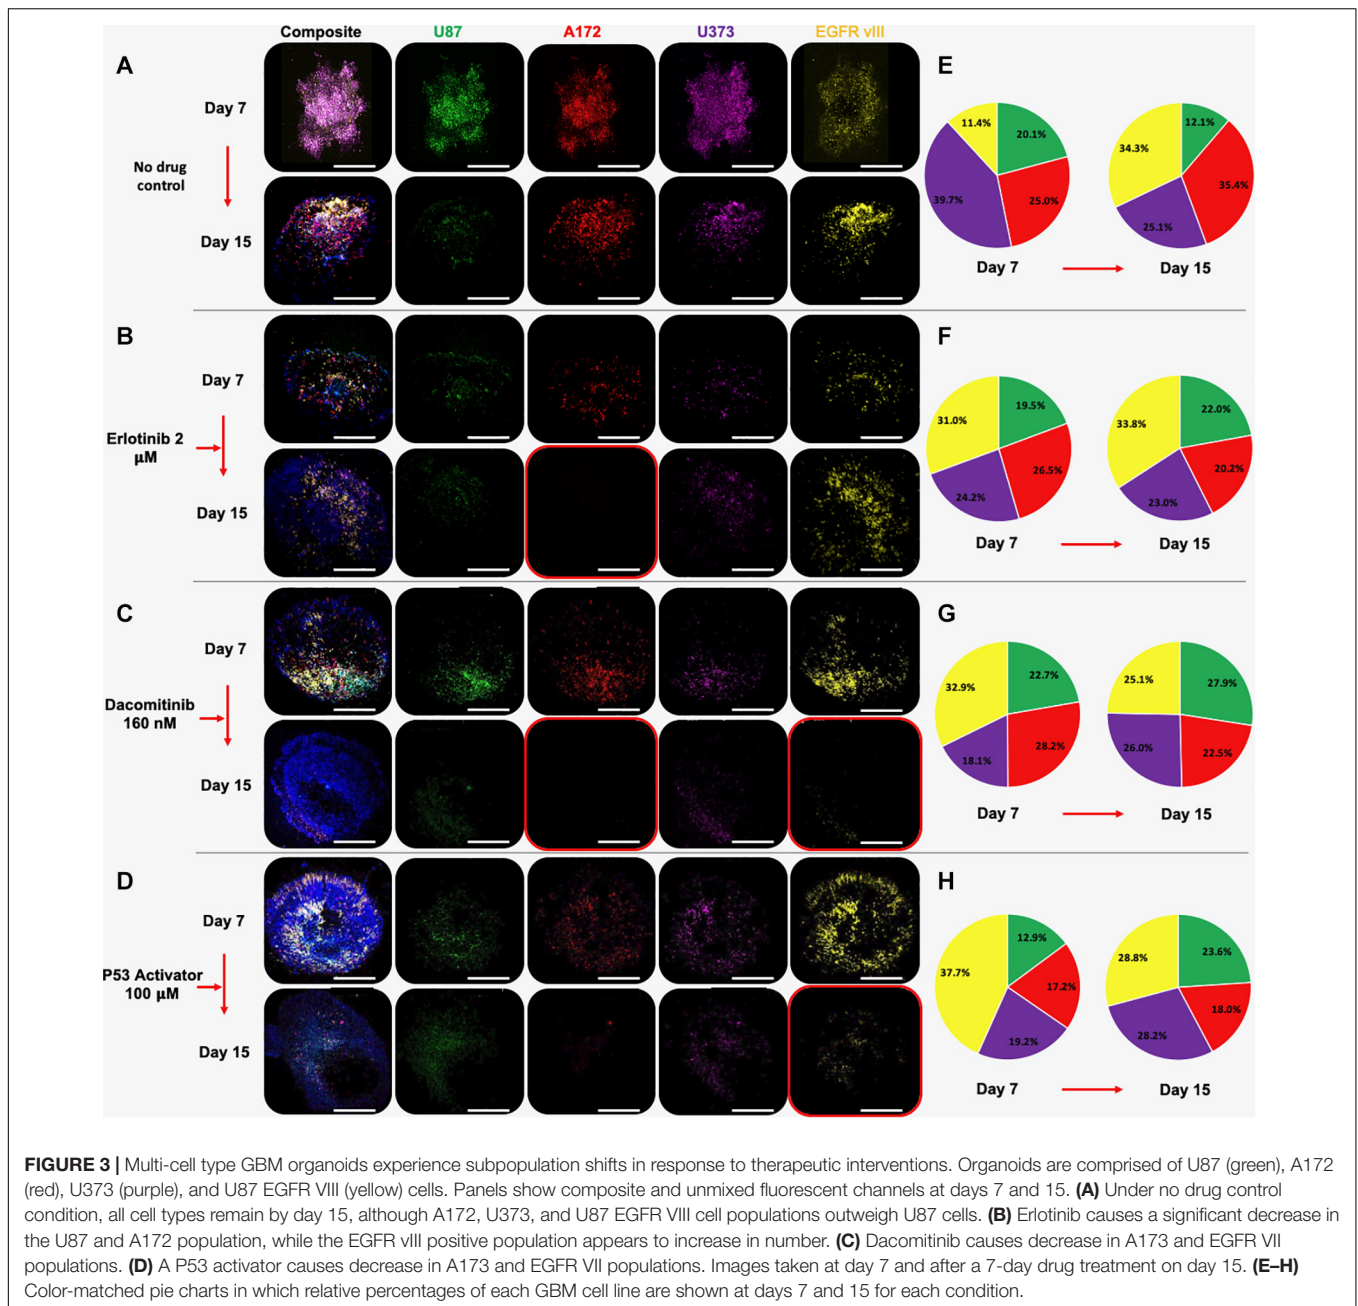 Composite U87 A172 U373 EGFR vIII
A
Day 7
No drug
control
Day 15
E
11.4% 20.1% 25.0% 39.7%
12.1% 35.4% 25.1% 34.3%
Day 7 Day 15
B
Day 7
Erlotinib 2
µM
Day 15
F
31.0% 19.5% 26.5% 24.2%
33.8% 22.0% 20.2% 23.0%
Day 7 Day 15
C
Day 7
Dacomitinib
160 nM
Day 15
G
32.9% 22.7% 28.2% 18.1%
25.1% 27.9% 22.5% 26.0%
Day 7 Day 15
D
Day 7
P53 Activator
100 µM
Day 15
H
37.7% 12.9% 17.2% 19.2%
28.8% 23.6% 18.0% 28.2%
Day 7 Day 15
FIGURE 3 | Multi-cell type GBM organoids experience subpopulation shifts in response to therapeutic interventions. Organoids are comprised of U87 (green), A172
(red), U373 (purple), and U87 EGFR VIII (yellow) cells. Panels show composite and unmixed fluorescent channels at days 7 and 15. (A) Under no drug control
condition, all cell types remain by day 15, although A172, U373, and U87 EGFR VIII cell populations outweigh U87 cells. (B) Erlotinib causes a significant decrease in
the U87 and A172 population, while the EGFR vIII positive population appears to increase in number. (C) Dacomitinib causes decrease in A173 and EGFR VII
populations. (D) A P53 activator causes decrease in A173 and EGFR VII populations. Images taken at day 7 and after a 7-day drug treatment on day 15. (E–H)
Color-matched pie charts in which relative percentages of each GBM cell line are shown at days 7 and 15 for each condition.